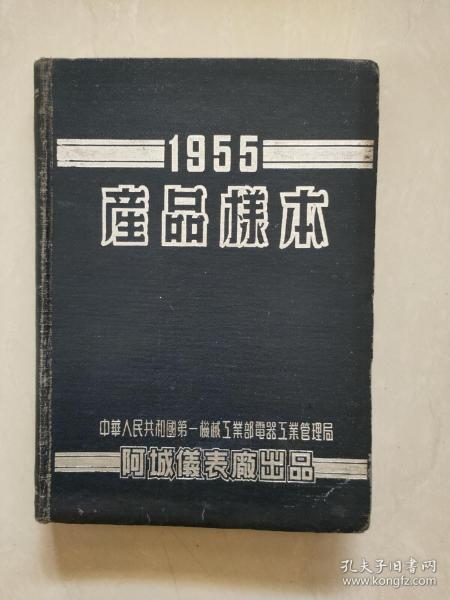 1955
產品樣本
中華人民共和國第一機械工業部電器工業管理局
阿城儀表廠出品
孔夫子旧书网
www.kongfz.com